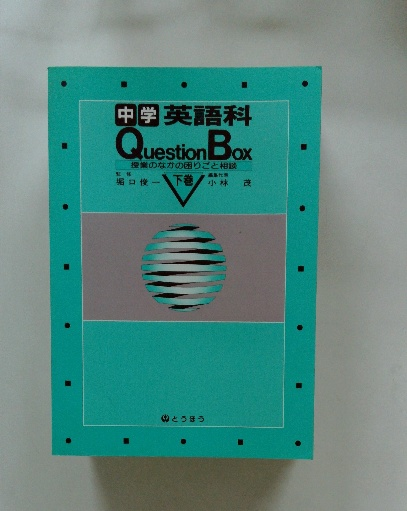 中学 英語科
Question Box
授業のなかの困りごと相談
監修 編集代表
堀口俊一 下巻 小林 茂
とうほう